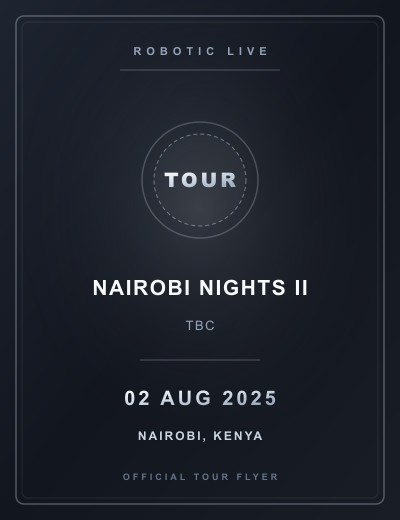 ROBOTIC LIVE
TOUR
NAIROBI NIGHTS II
TBC
02 AUG 2025
NAIROBI, KENYA
OFFICIAL TOUR FLYER